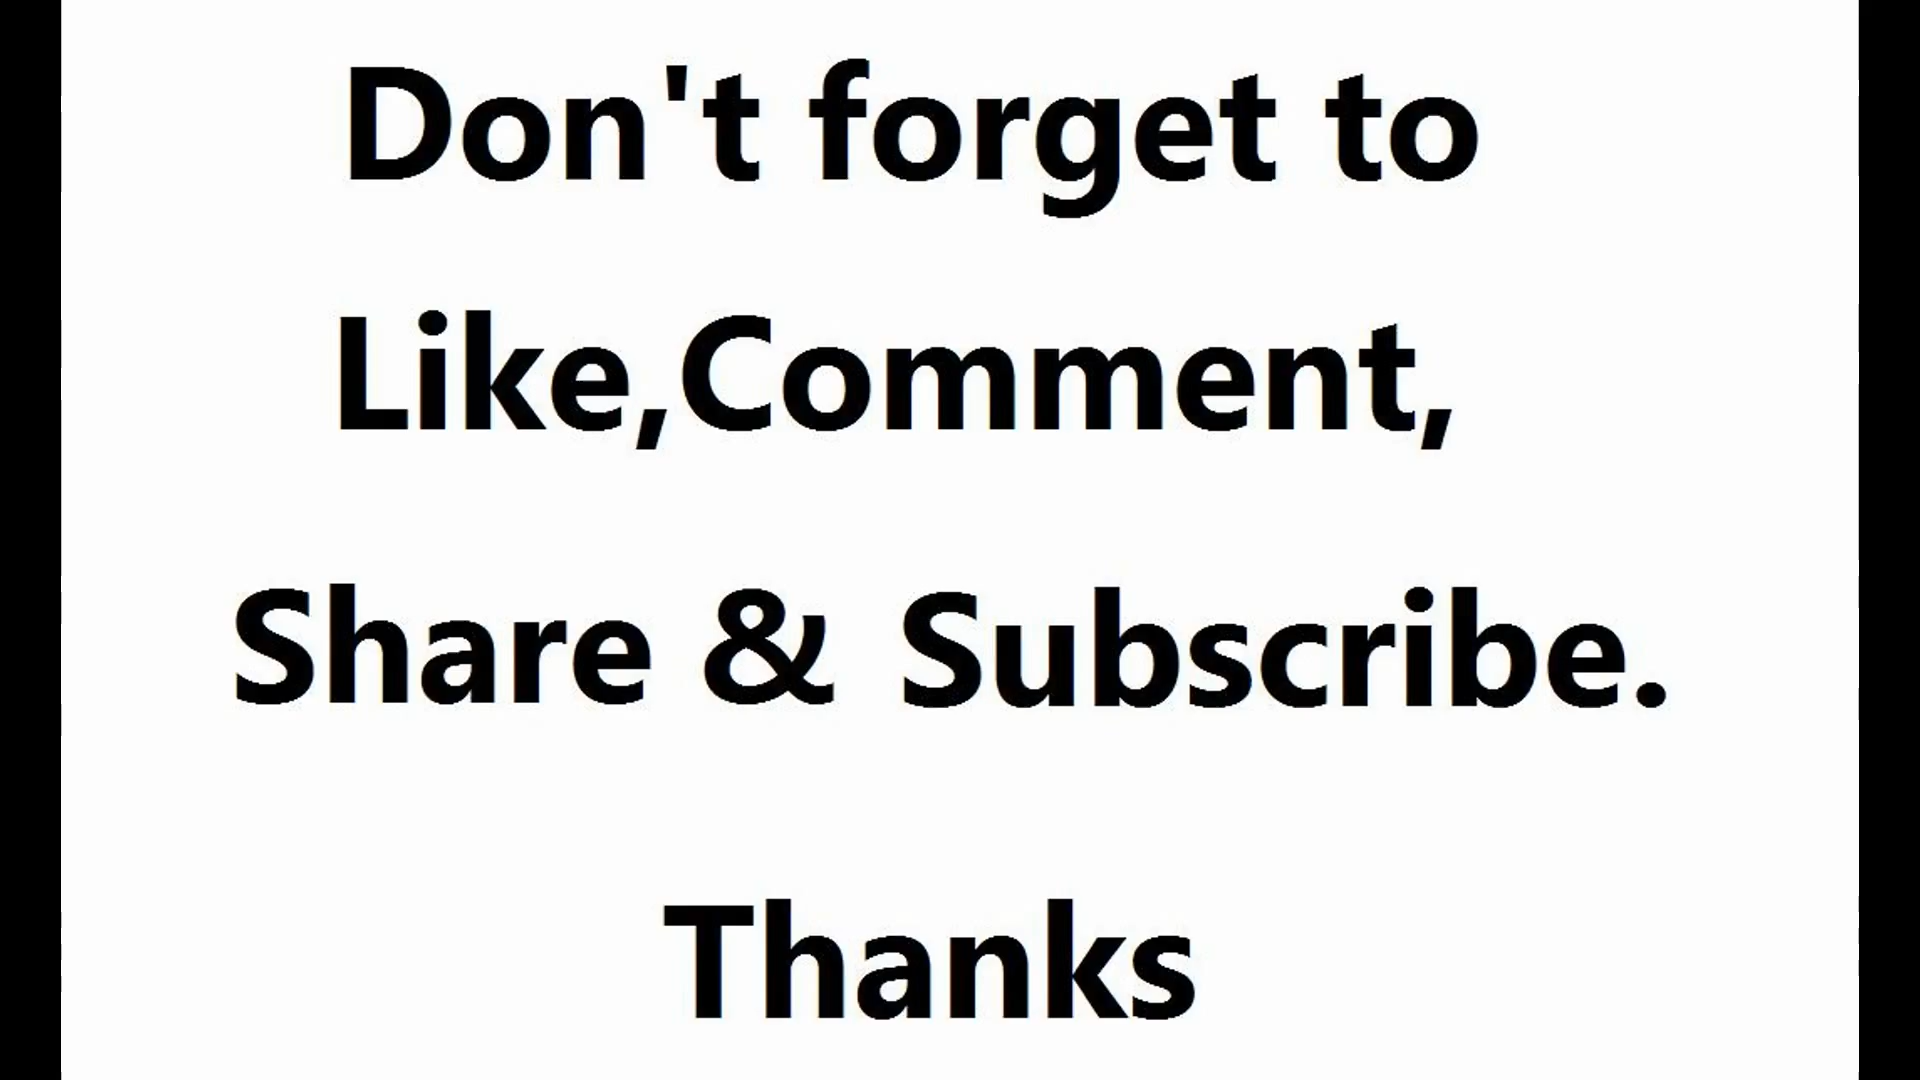 Don't forget to
Like,Comment,
Share & Subscribe.
Thanks